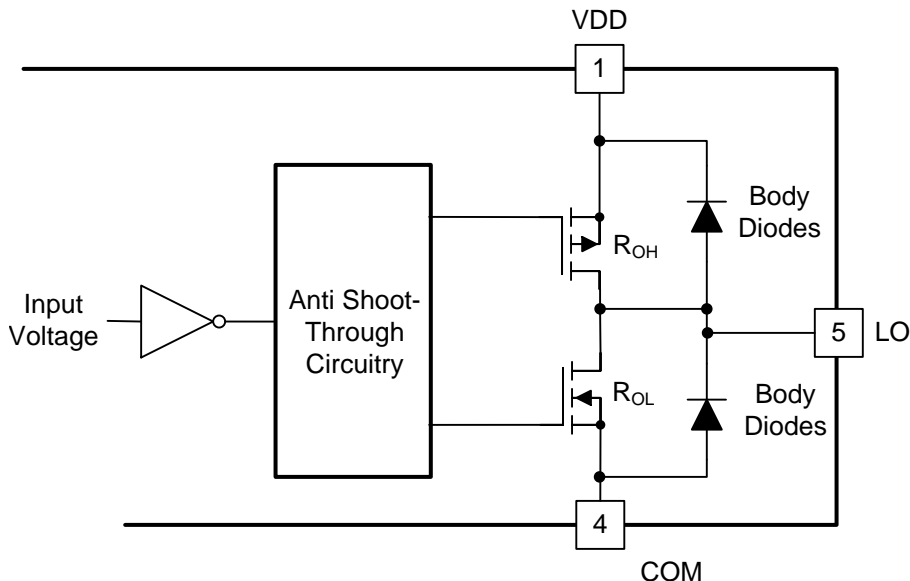 VDD
1
Body
Diodes
R_OH
Input
Voltage
Anti Shoot-
Through
Circuitry
5
LO
R_OL
Body
Diodes
4
COM